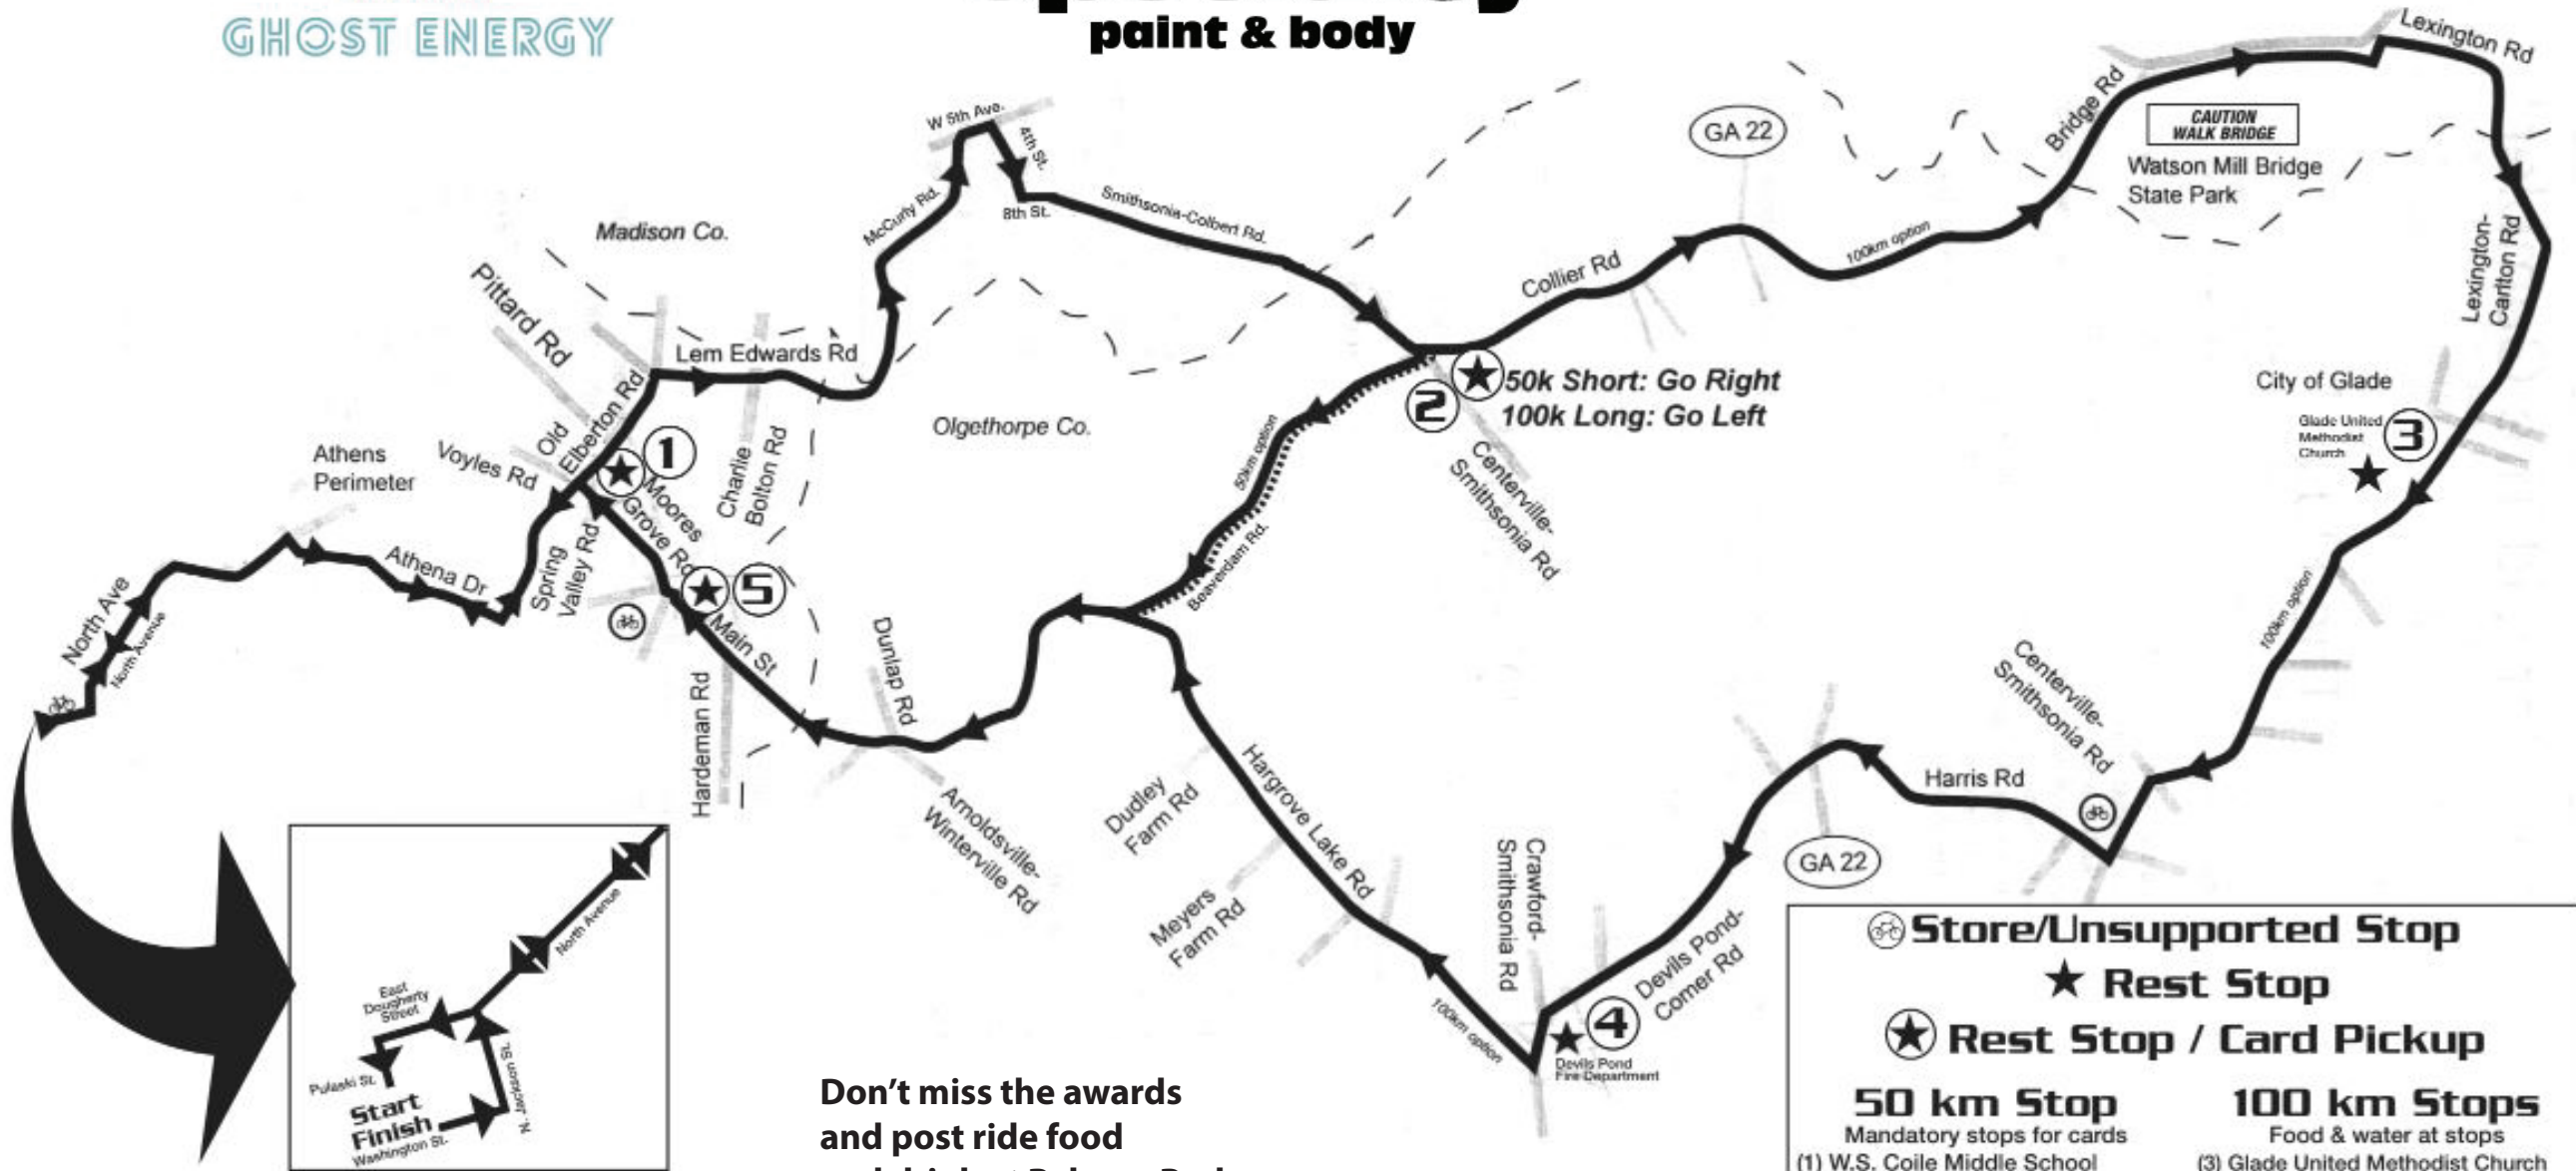 GHOST ENERGY
paint & body
Lexington Rd
W 5th Ave.
4th St.
Bridge Rd
GA 22
CAUTION
WALK BRIDGE
Watson Mill Bridge
State Park
McCurly Rd.
8th St.
Smithsonia-Colbert Rd.
Madison Co.
Pittard Rd
Collier Rd
100km option
Lexington-
Carlton Rd
Lem Edwards Rd
50k Short: Go Right
100k Long: Go Left
2
City of Glade
Glade United
Methodist
Church
3
Old
Elberton Rd
1
Olgethorpe Co.
Athens
Perimeter
Voyles Rd
Moores
Grove Rd
Charlie
Bolton Rd
50km option
Centerville-
Smithsonia Rd
Athena Dr
Spring
Valley Rd
5
Beaverdam Rd.
100km option
North Ave
North Avenue
Main St
Dunlap Rd
Hardeman Rd
Centerville-
Smithsonia Rd
Hargrove Lake Rd
Dudley
Farm Rd
Harris Rd
Arnoldsville-
Winterville Rd
GA 22
Meyers
Farm Rd
Crawford-
Smithsonia Rd
Devils Pond-
Comer Rd
4
100km option
Devils Pond
Fire Department
North Avenue
East
Dougherty
Street
Pulaski St.
N. Jackson St.
Start
Finish
Washington St.
Don’t miss the awards
and post ride food
Store/Unsupported Stop
Rest Stop
Rest Stop / Card Pickup
50 km Stop
Mandatory stops for cards
(1) W.S. Coile Middle School
100 km Stops
Food & water at stops
(3) Glade United Methodist Church